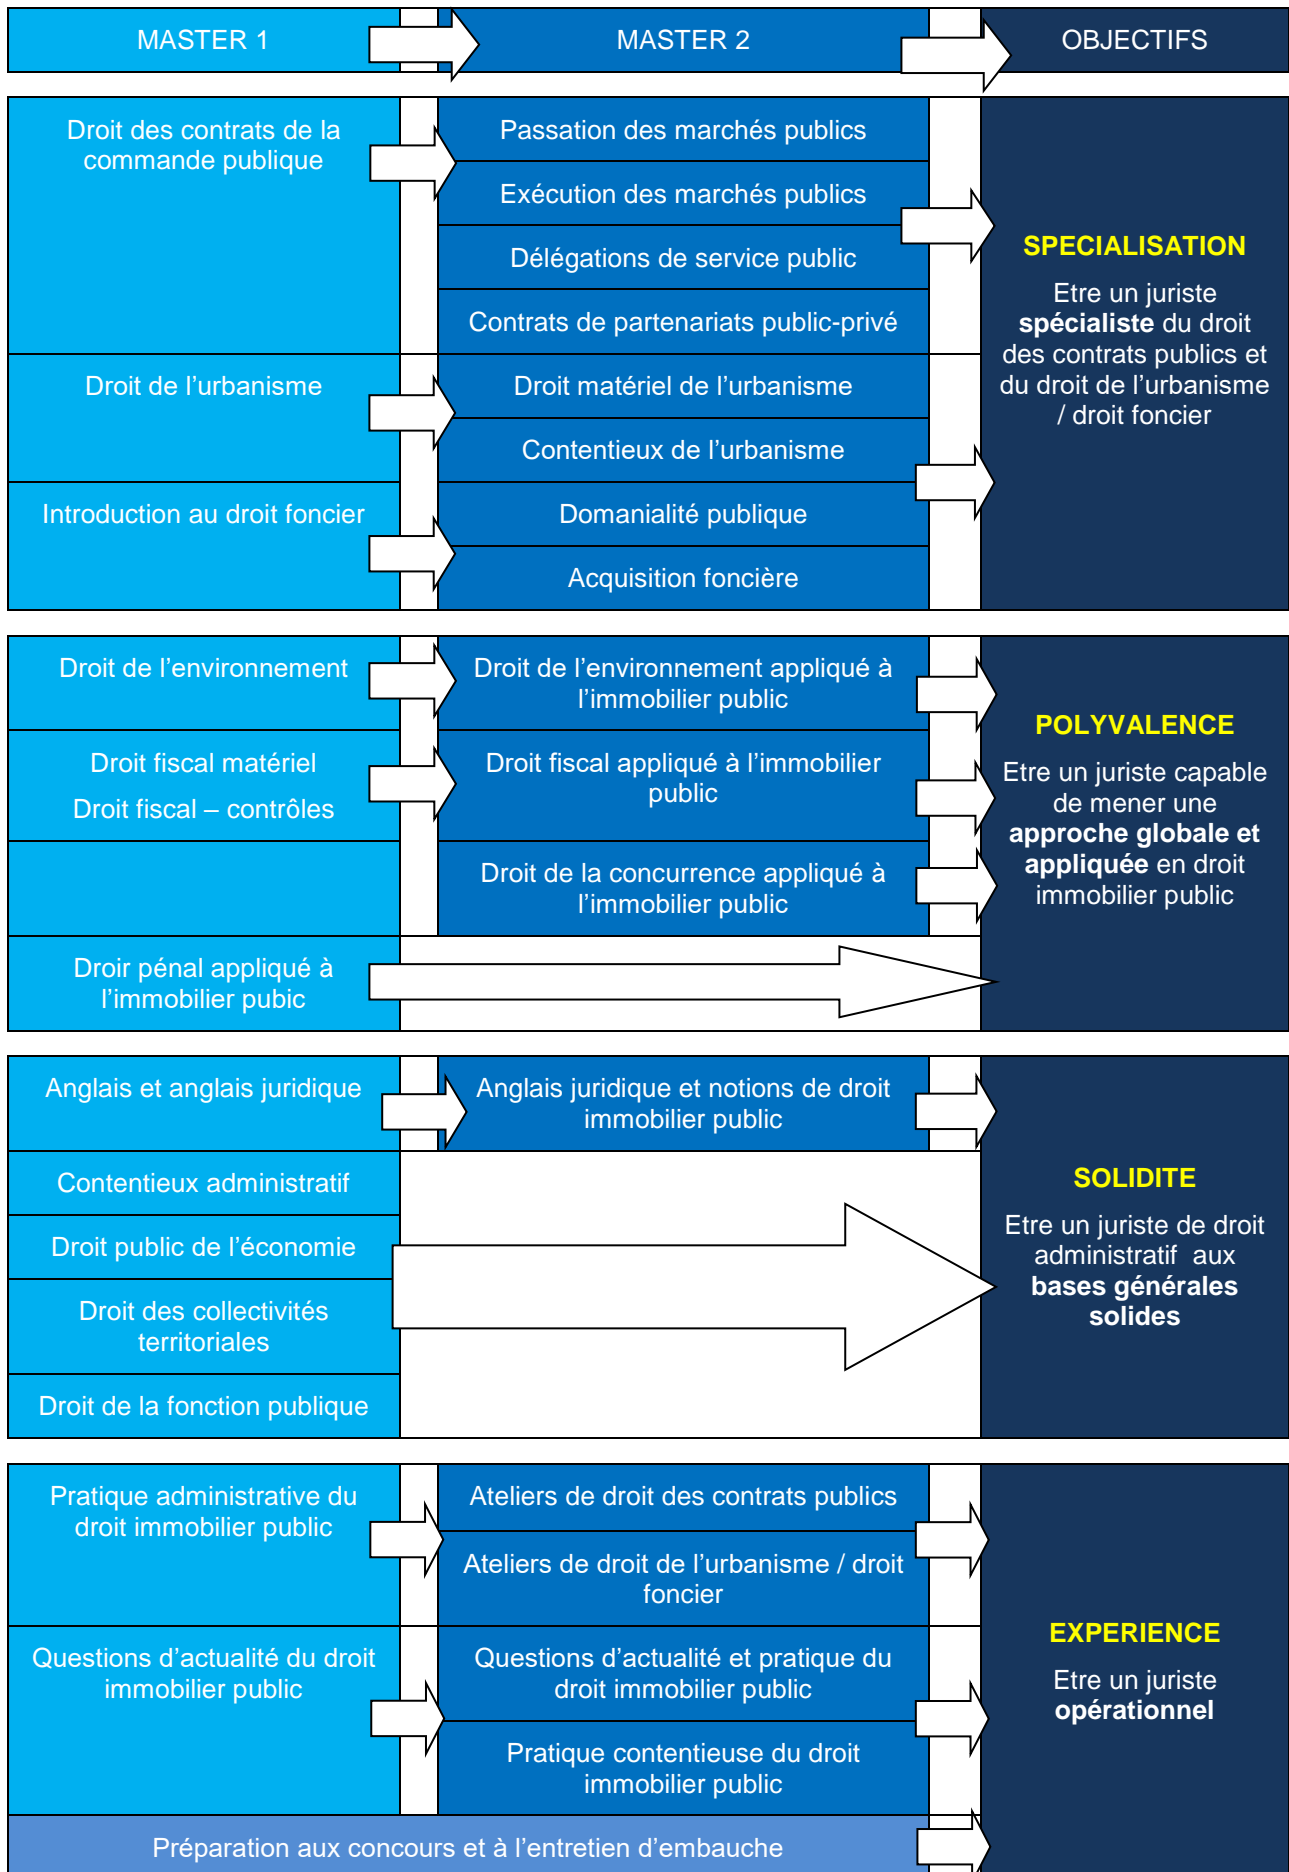 MASTER 1
MASTER 2
OBJECTIFS
Droit des contrats de la
commande publique
Passation des marchés publics
Exécution des marchés publics
Délégations de service public
Contrats de partenariats public-privé
Droit de l’urbanisme
Droit matériel de l’urbanisme
Contentieux de l’urbanisme
Introduction au droit foncier
Domanialité publique
Acquisition foncière
SPECIALISATION
Etre un juriste
spécialiste du droit
des contrats publics et
du droit de l’urbanisme
/ droit foncier
Droit de l’environnement
Droit de l’environnement appliqué à
l’immobilier public
Droit fiscal matériel
Droit fiscal – contrôles
Droit fiscal appliqué à l’immobilier
public
Droit de la concurrence appliqué à
l’immobilier public
Droir pénal appliqué à
l’immobilier pubic
POLYVALENCE
Etre un juriste capable
de mener une
approche globale et
appliquée en droit
immobilier public
Anglais et anglais juridique
Anglais juridique et notions de droit
immobilier public
Contentieux administratif
Droit public de l’économie
Droit des collectivités
territoriales
Droit de la fonction publique
SOLIDITE
Etre un juriste de droit
administratif aux
bases générales
solides
Pratique administrative du
droit immobilier public
Ateliers de droit des contrats publics
Ateliers de droit de l’urbanisme / droit
foncier
Questions d’actualité du droit
immobilier public
Questions d’actualité et pratique du
droit immobilier public
Pratique contentieuse du droit
immobilier public
Préparation aux concours et à l’entretien d’embauche
EXPERIENCE
Etre un juriste
opérationnel